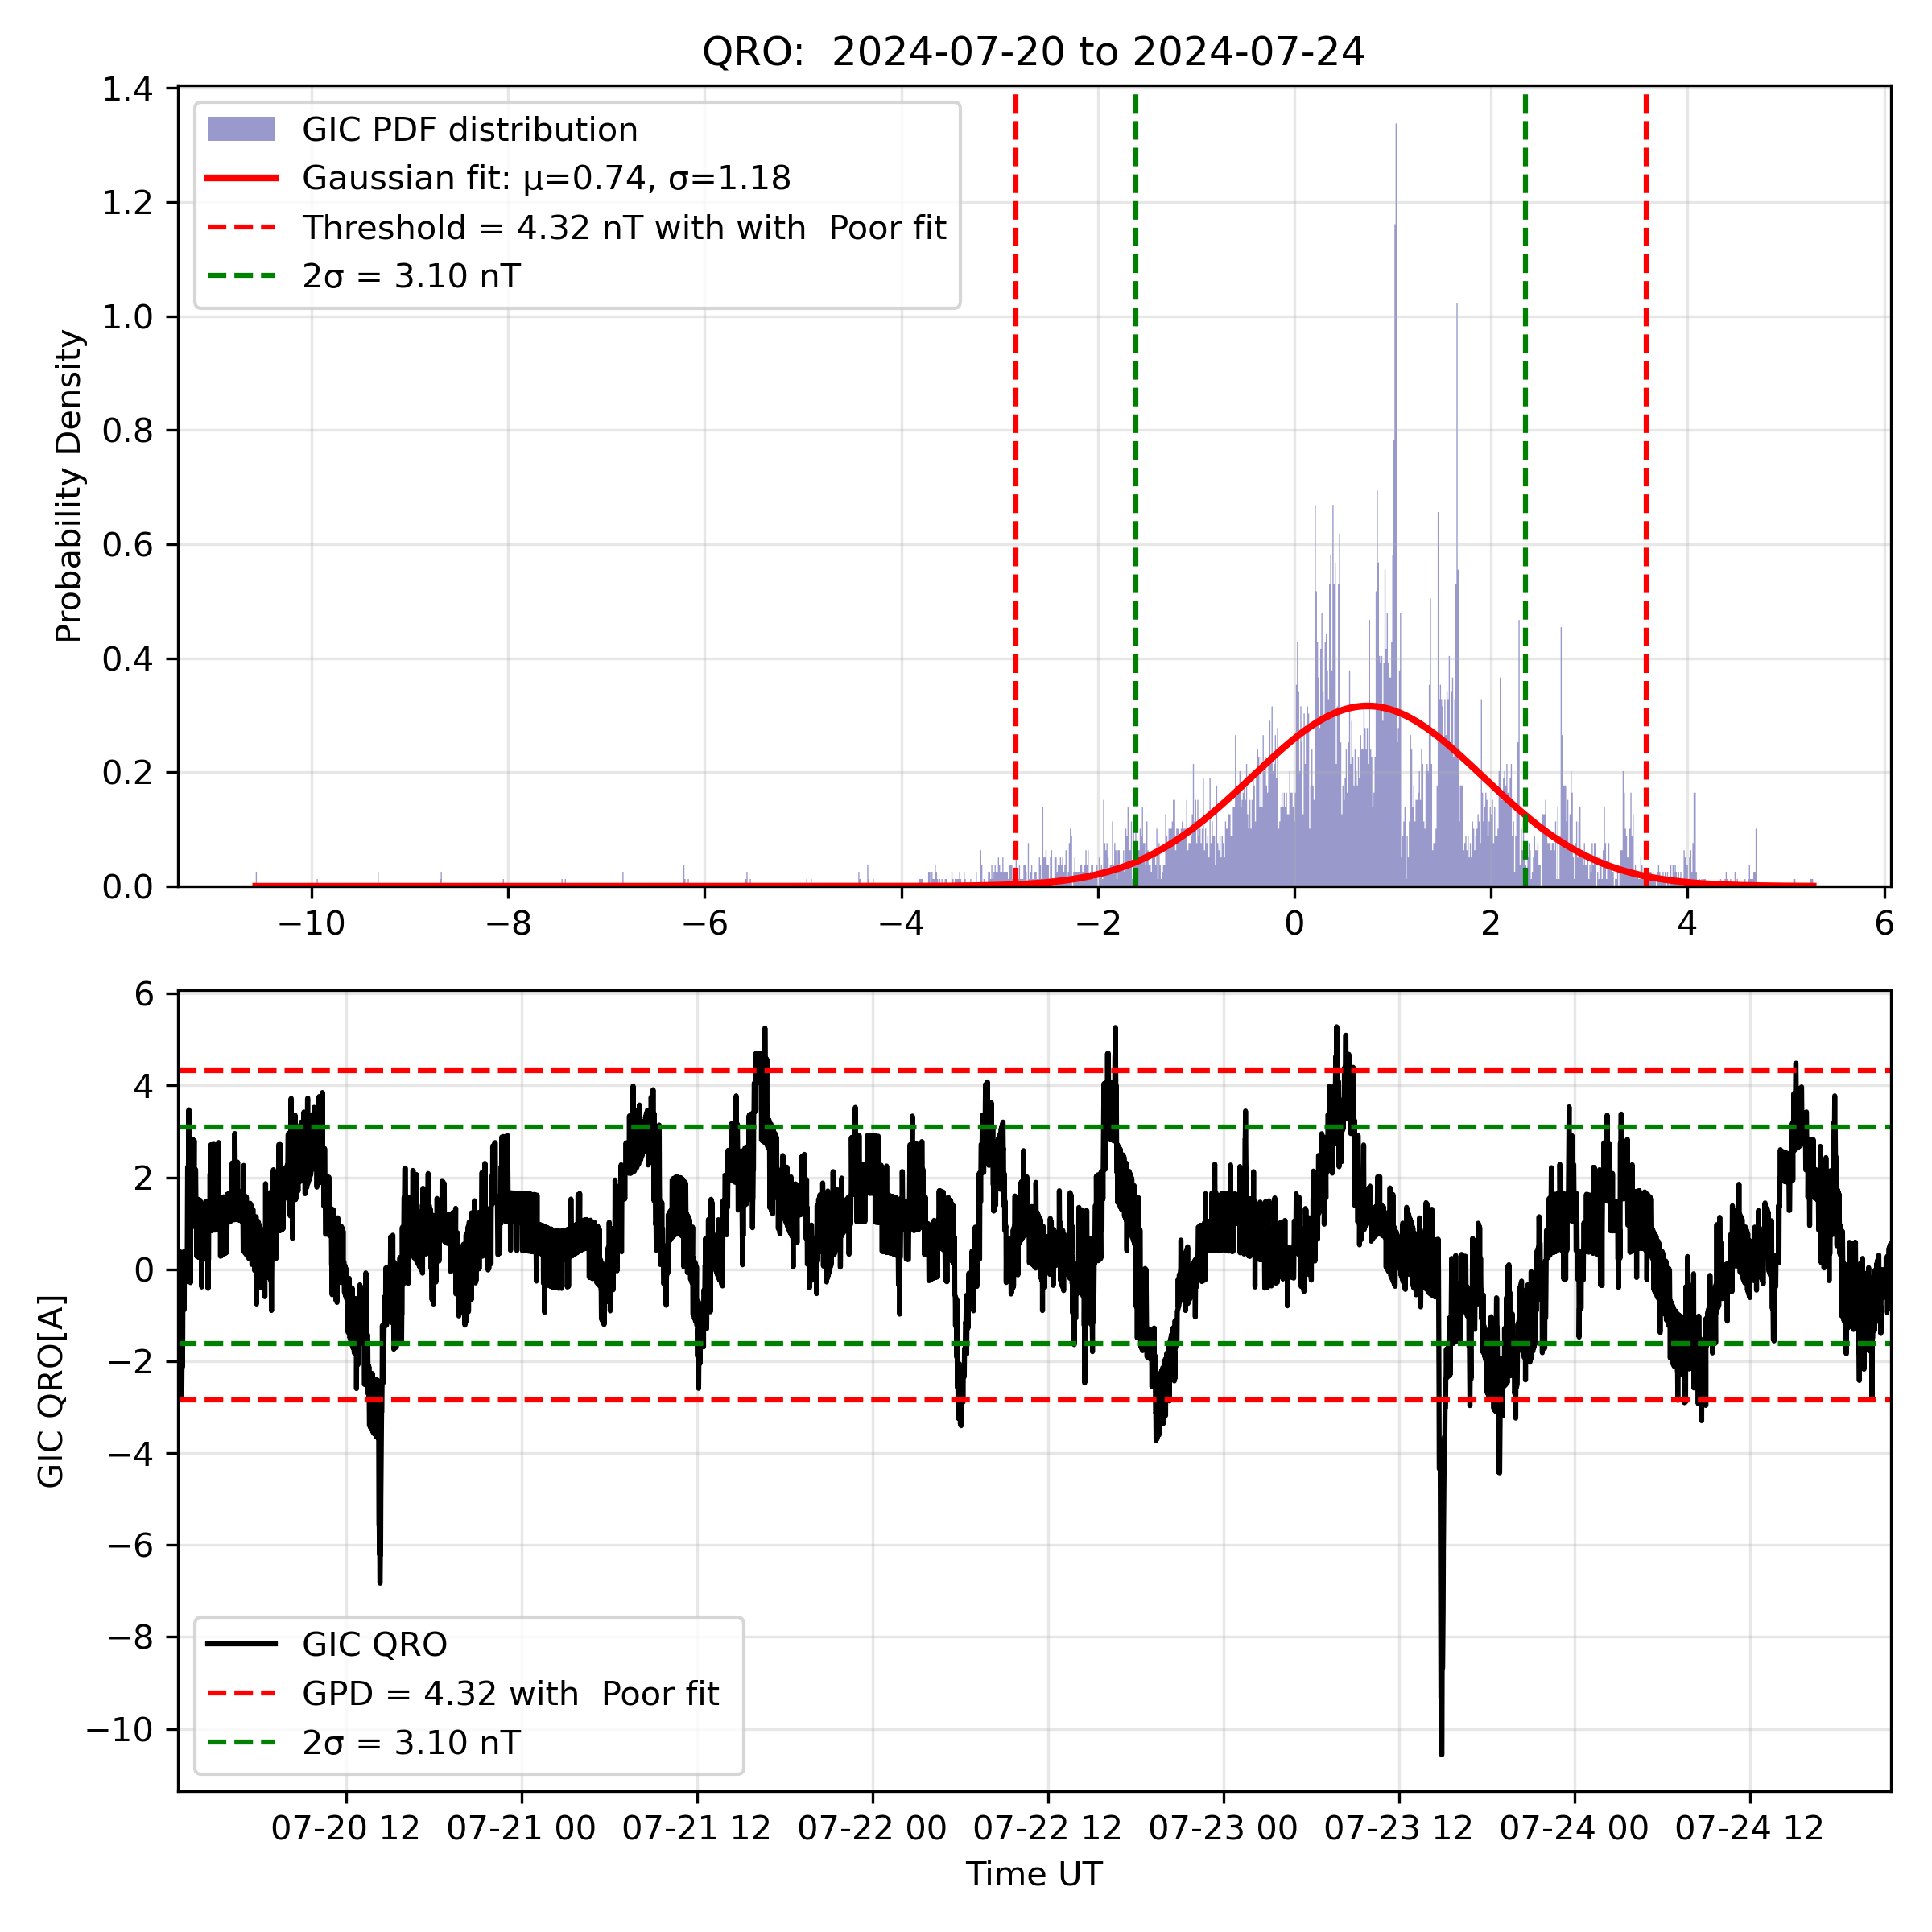 QRO:  2024-07-20 to 2024-07-24
1.4
1.2
1.0
0.8
0.6
0.4
0.2
0.0
Probability Density
GIC PDF distribution
Gaussian fit: μ=0.74, σ=1.18
Threshold = 4.32 nT with with  Poor fit
2σ = 3.10 nT
−10 −8 −6 −4 −2 0 2 4 6
6
4
2
0
−2
−4
−6
−8
−10
GIC QRO[A]
GIC QRO
GPD = 4.32 with  Poor fit
2σ = 3.10 nT
07-20 12 07-21 00 07-21 12 07-22 00 07-22 12 07-23 00 07-23 12 07-24 00 07-24 12
Time UT